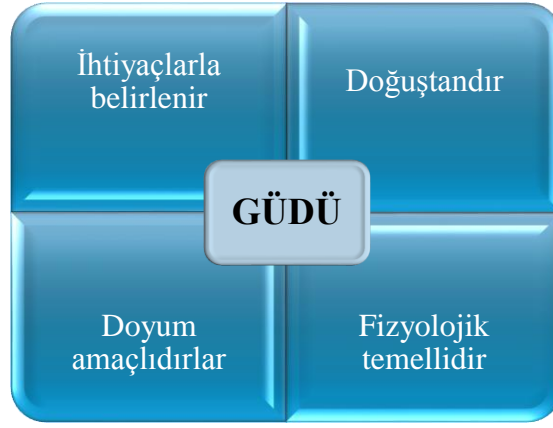 İhtiyaçlarla
belirlenir
Doğuştandır
GÜDÜ
Doyum
amaçlıdırlar
Fizyolojik
temellidir